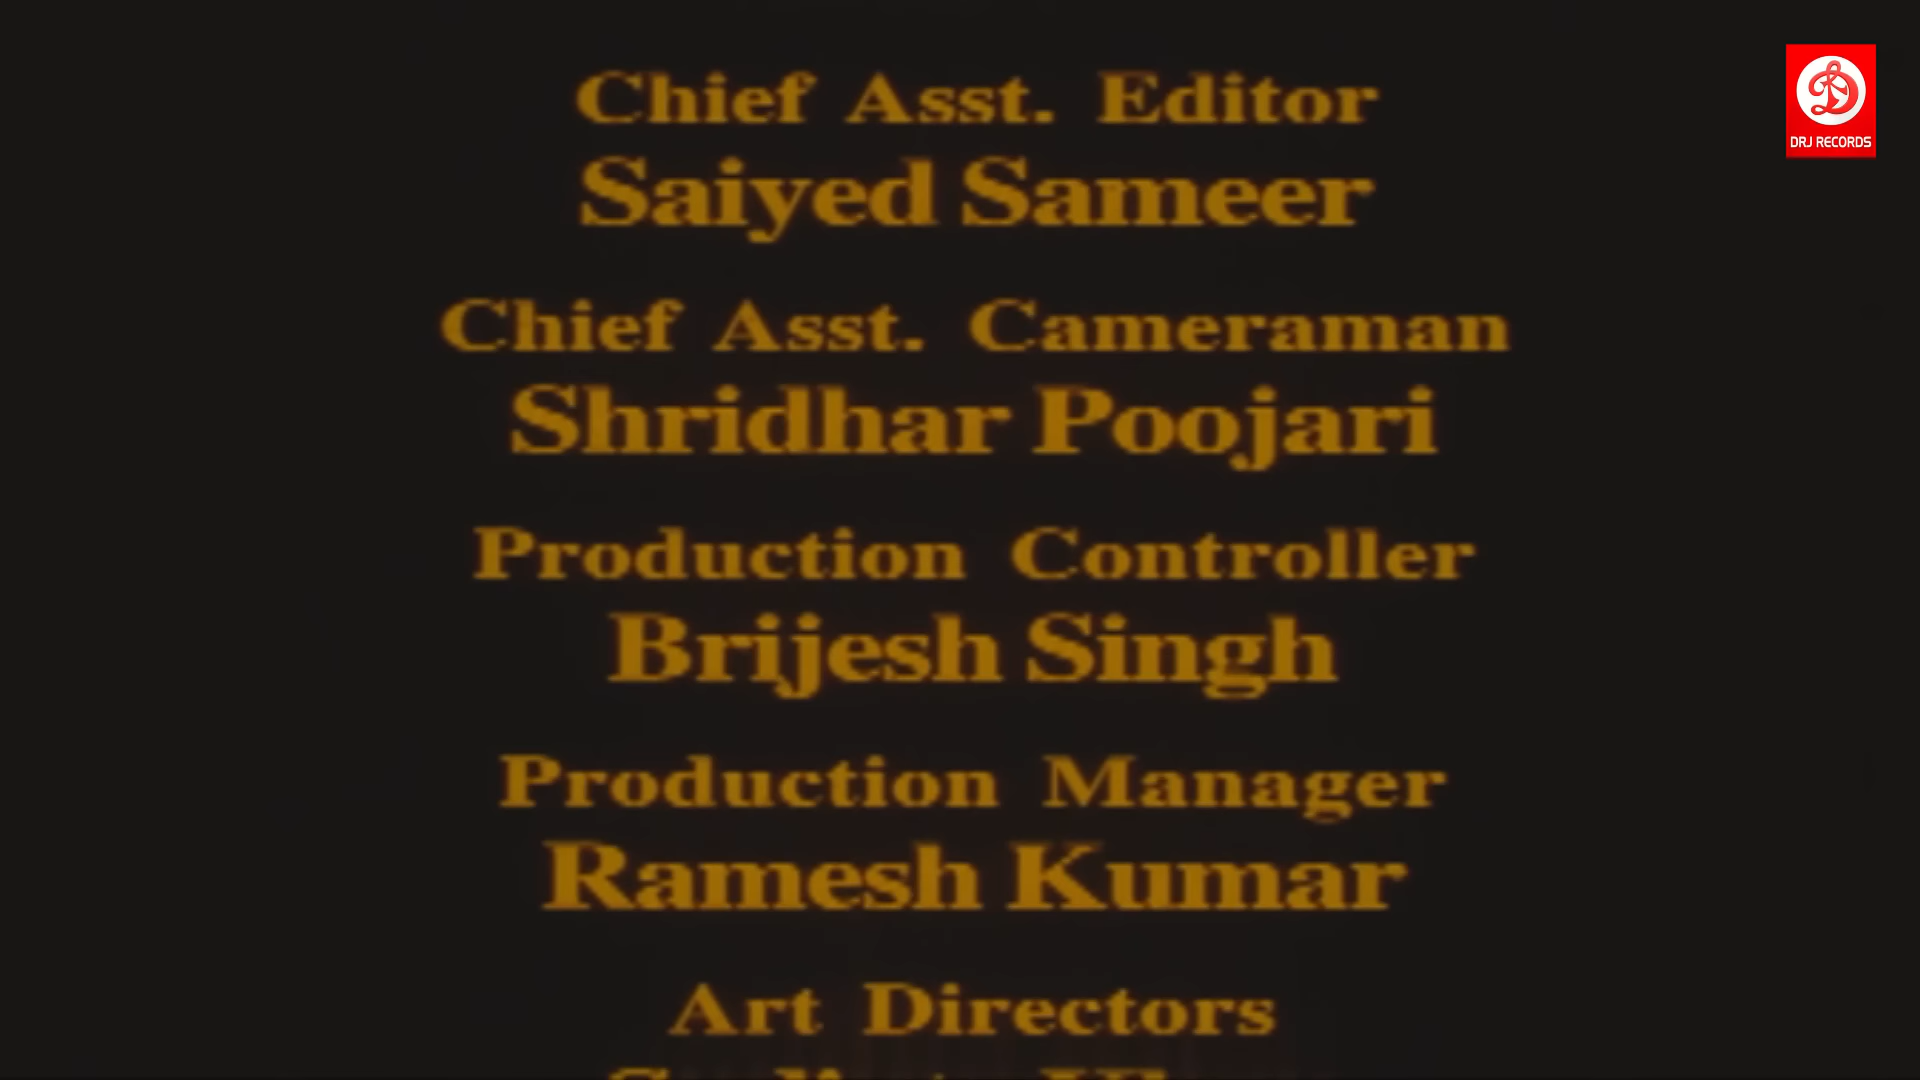 Chief Asst. Editor
Saiyed Sameer
Chief Asst. Cameraman
Shridhar Poojari
Production Controller
Brijesh Singh
Production Manager
Ramesh Kumar
Art Directors
DRJ RECORDS